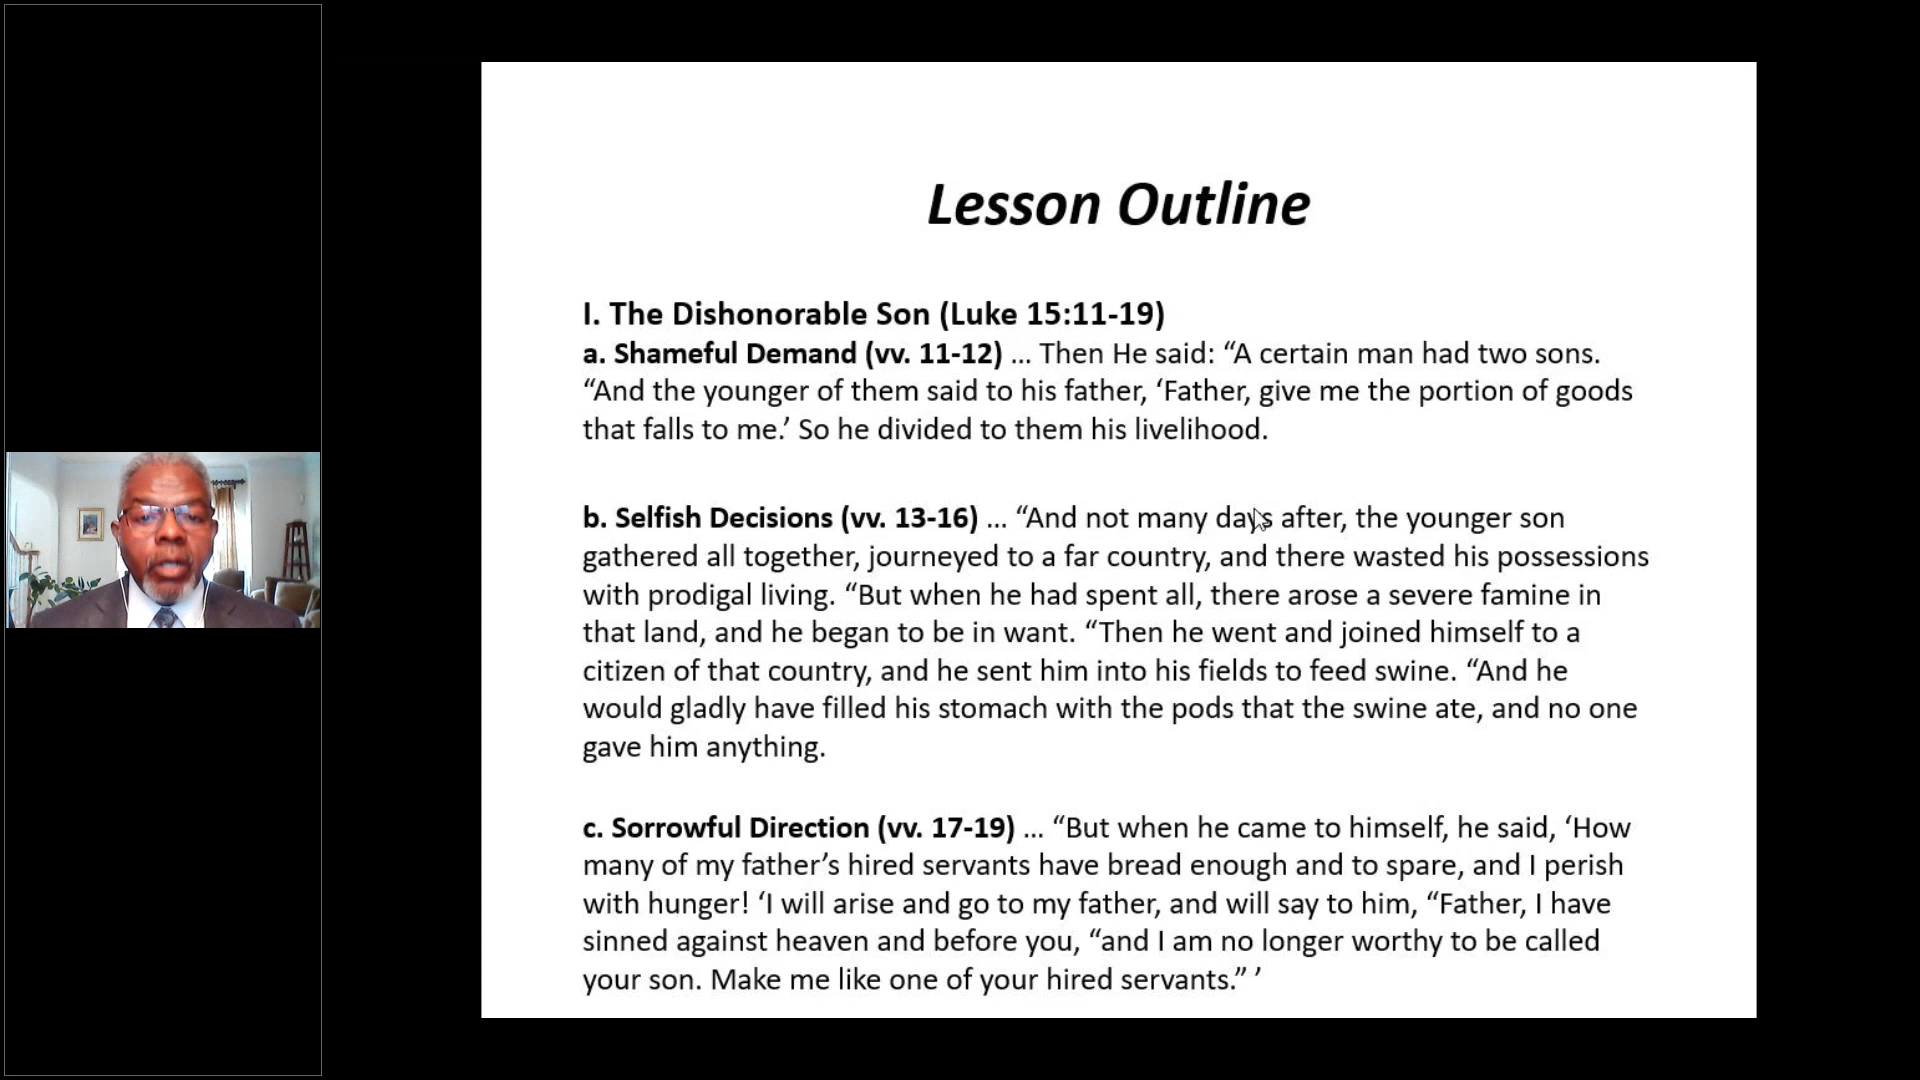 Lesson Outline
I. The Dishonorable Son (Luke 15:11-19)
a. Shameful Demand (vv. 11-12) ... Then He said: “A certain man had two sons.
“And the younger of them said to his father, ‘Father, give me the portion of goods
that falls to me.’ So he divided to them his livelihood.
b. Selfish Decisions (vv. 13-16) ... “And not many days after, the younger son
gathered all together, journeyed to a far country, and there wasted his possessions
with prodigal living. “But when he had spent all, there arose a severe famine in
that land, and he began to be in want. “Then he went and joined himself to a
citizen of that country, and he sent him into his fields to feed swine. “And he
would gladly have filled his stomach with the pods that the swine ate, and no one
gave him anything.
c. Sorrowful Direction (vv. 17-19) ... “But when he came to himself, he said, ‘How
many of my father’s hired servants have bread enough and to spare, and I perish
with hunger! ‘I will arise and go to my father, and will say to him, “Father, I have
sinned against heaven and before you, “and I am no longer worthy to be called
your son. Make me like one of your hired servants.” ’